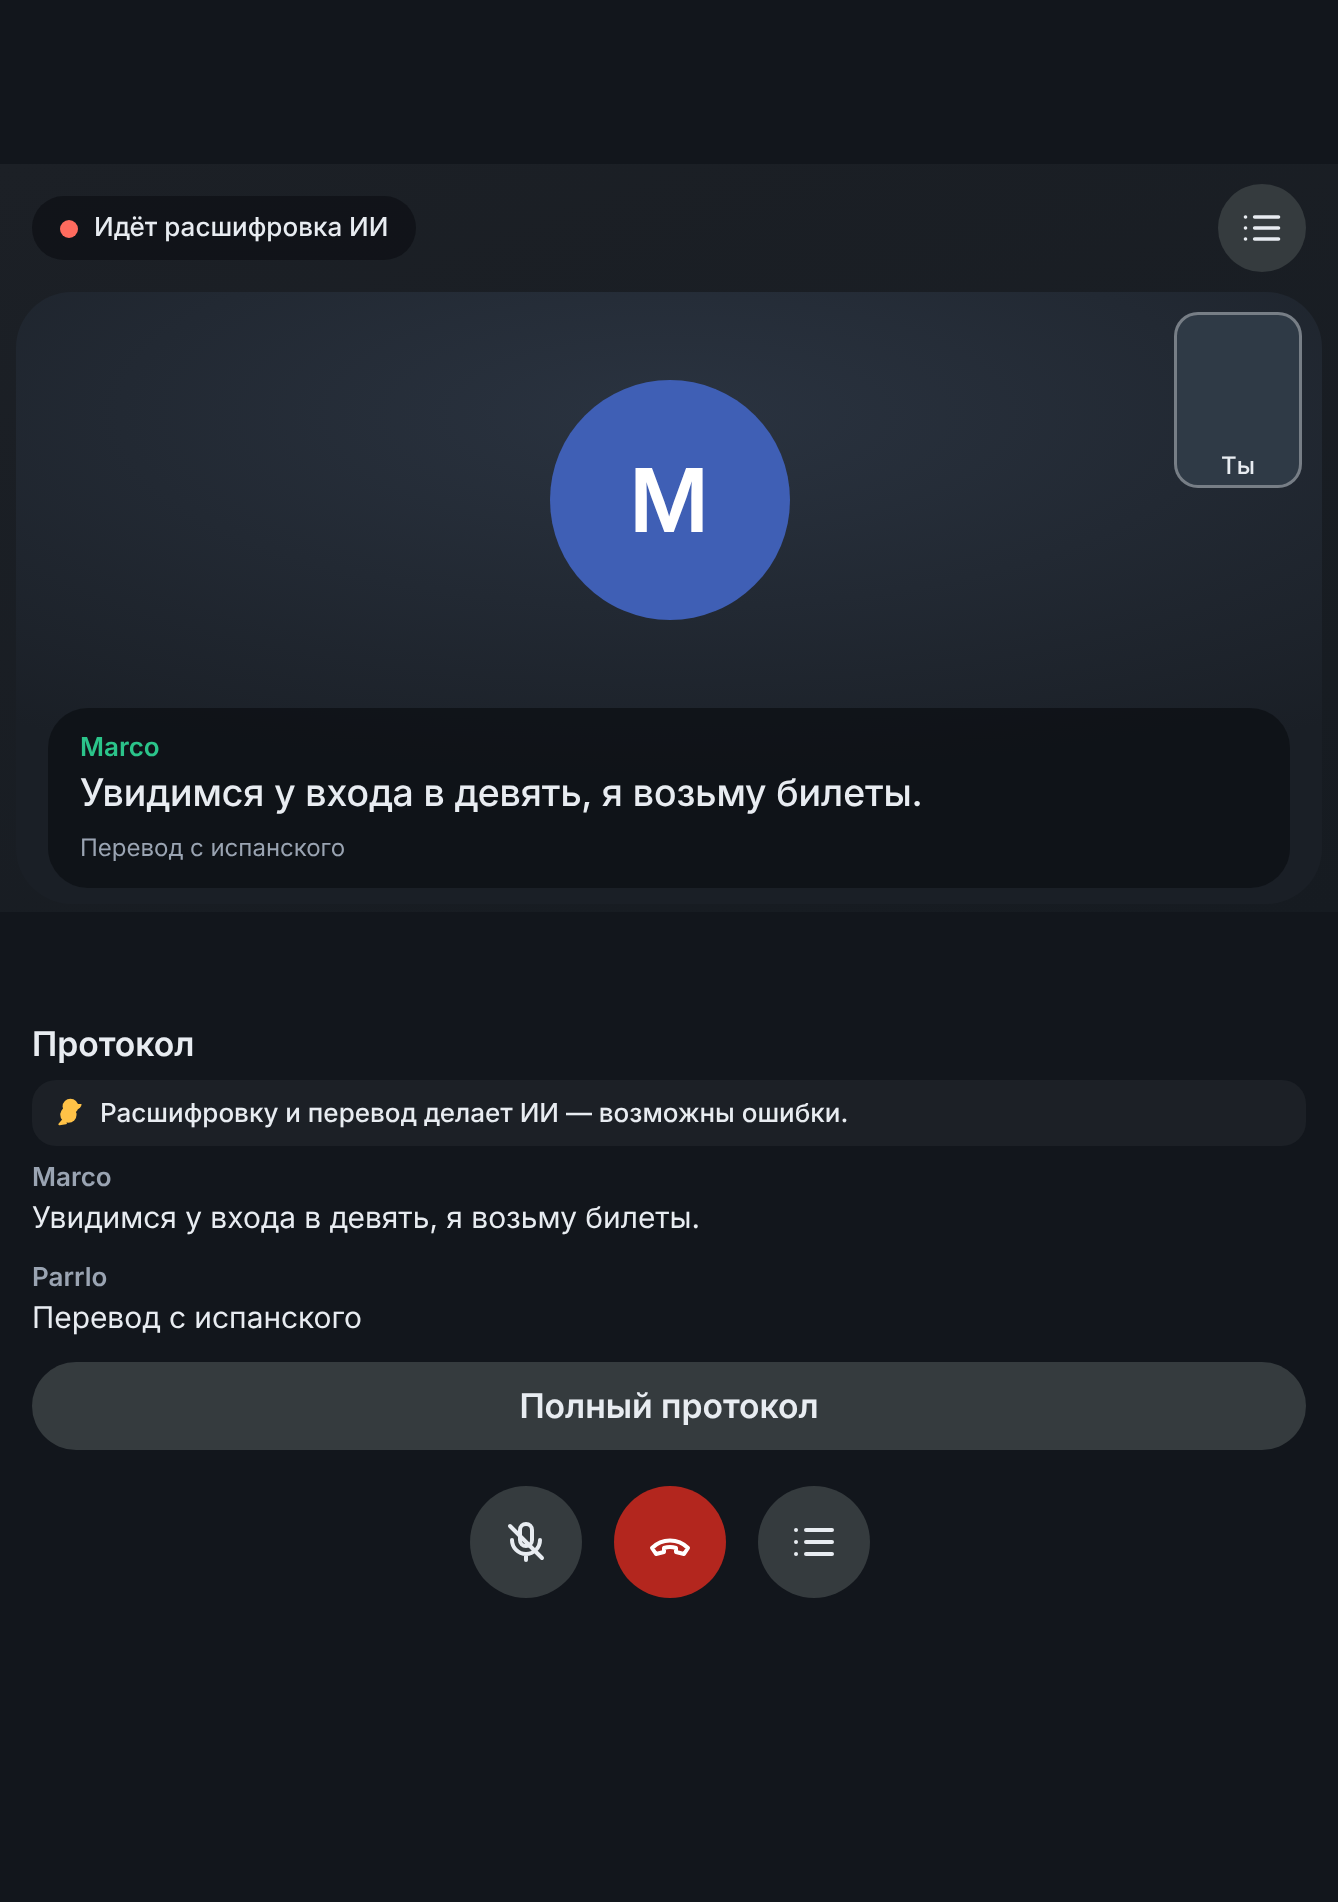 Идёт расшифровка ИИ
M
Ты
Marco
Увидимся у входа в девять, я возьму билеты.
Перевод с испанского
Протокол
Расшифровку и перевод делает ИИ — возможны ошибки.
Marco
Увидимся у входа в девять, я возьму билеты.
Parrlo
Перевод с испанского
Полный протокол